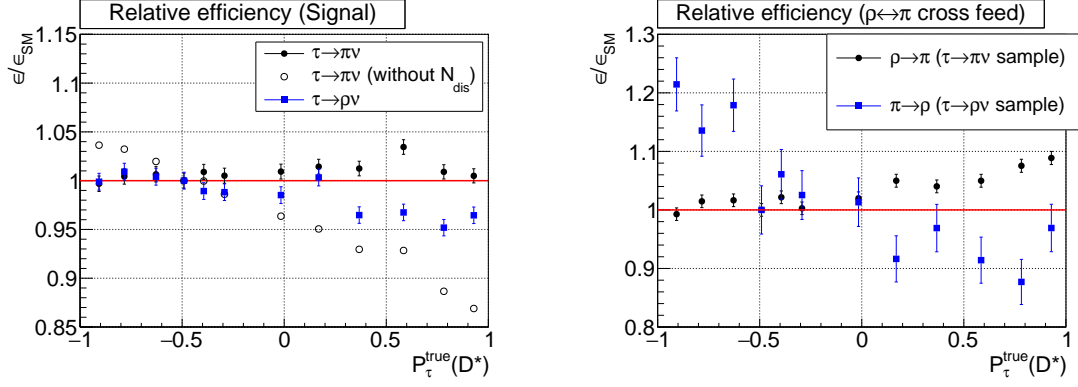 Relative efficiency (Signal)
ε/ε_SM
1.15
1.1
1.05
1
0.95
0.9
0.85
τ→πν
τ→πν (without N_dis)
τ→ρν
−1
−0.5
0
0.5
1
P_τ^true(D*)
Relative efficiency (ρ↔π cross feed)
ε/ε_SM
1.3
1.2
1.1
1
0.9
0.8
ρ→π (τ→πν sample)
π→ρ (τ→ρν sample)
−1
−0.5
0
0.5
1
P_τ^true(D*)